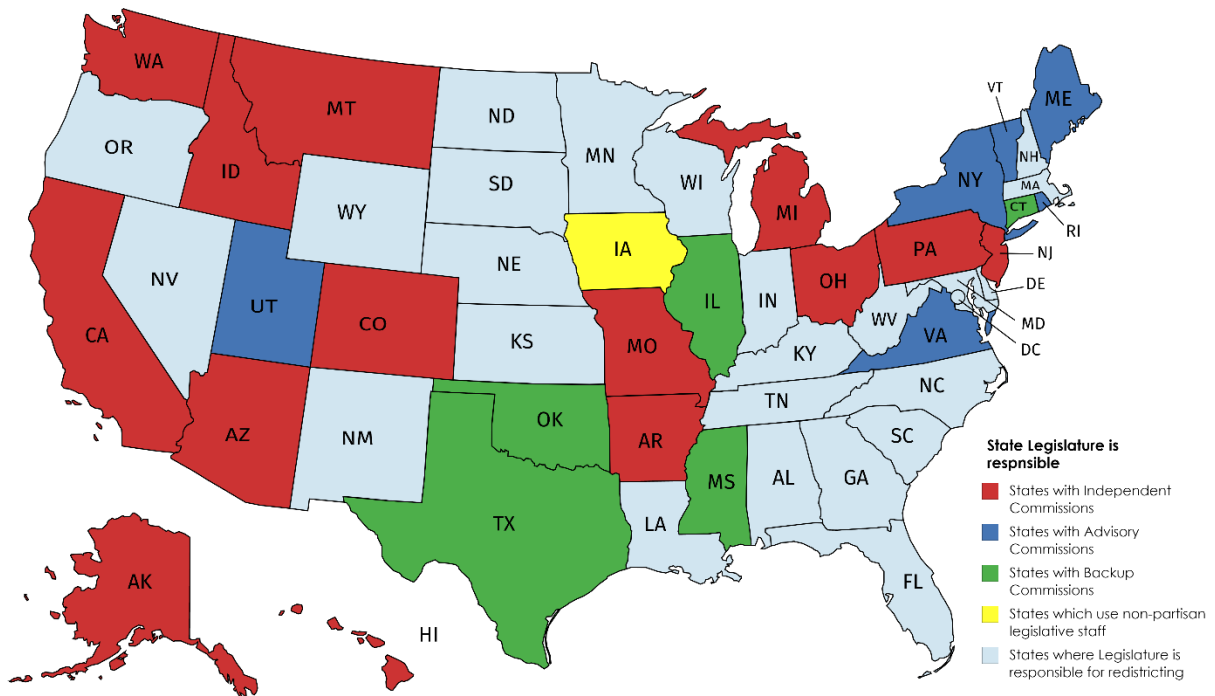 WA
MT
ND
MN
VT
ME
OR
ID
SD
WI
NH
NY
MA
WY
MI
CT
RI
IA
PA
NE
NJ
NV
OH
IL
IN
DE
UT
CO
WV
MD
CA
KS
MO
VA
DC
KY
NC
TN
OK
AZ
NM
AR
SC
MS
AL
GA
TX
LA
FL
AK
HI
State Legislature is
respnsible
States with Independent
Commissions
States with Advisory
Commissions
States with Backup
Commissions
States which use non-partisan
legislative staff
States where Legislature is
responsible for redistricting